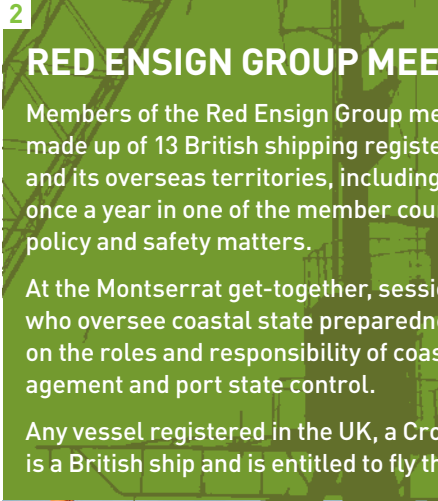 2
RED ENSIGN GROUP MEE
Members of the Red Ensign Group me
made up of 13 British shipping registe
and its overseas territories, including
once a year in one of the member cou
policy and safety matters.
At the Montserrat get-together, sessi
who oversee coastal state preparedn
on the roles and responsibility of coas
agement and port state control.
Any vessel registered in the UK, a Cro
is a British ship and is entitled to fly th